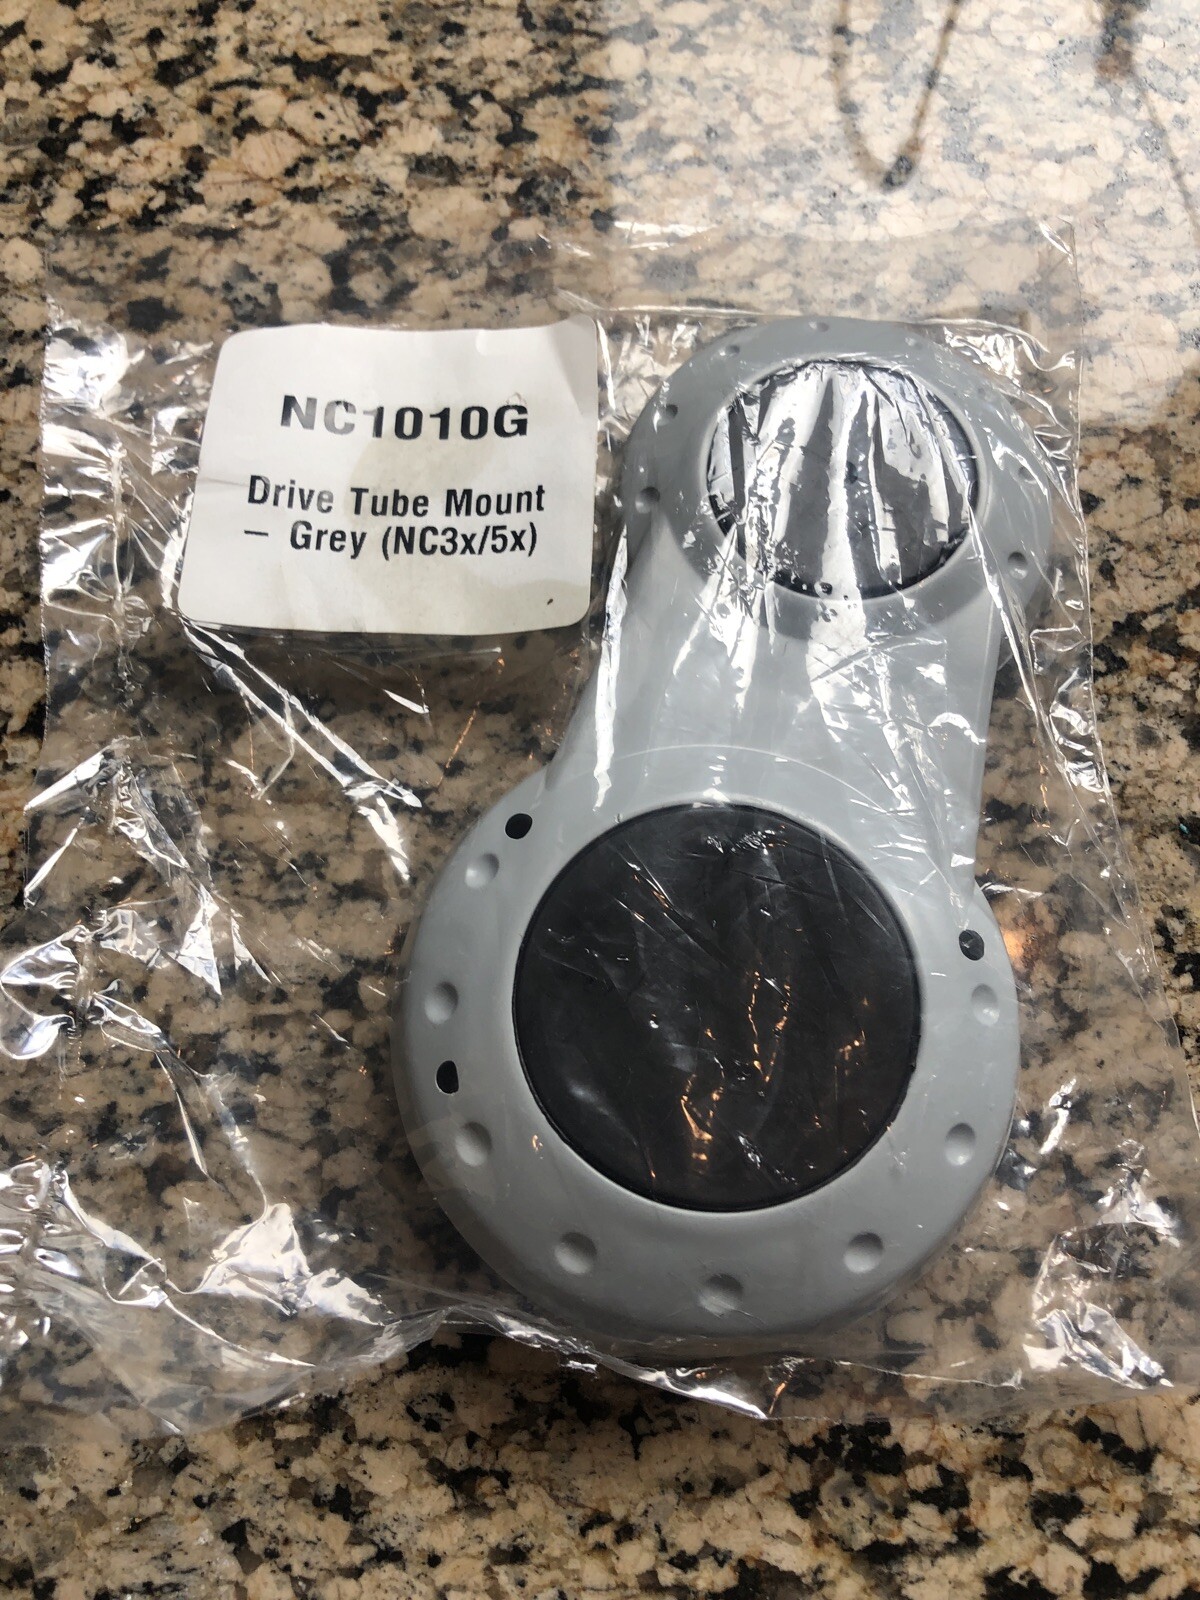 NC1010G
Drive Tube Mount
– Grey (NC3x/5x)